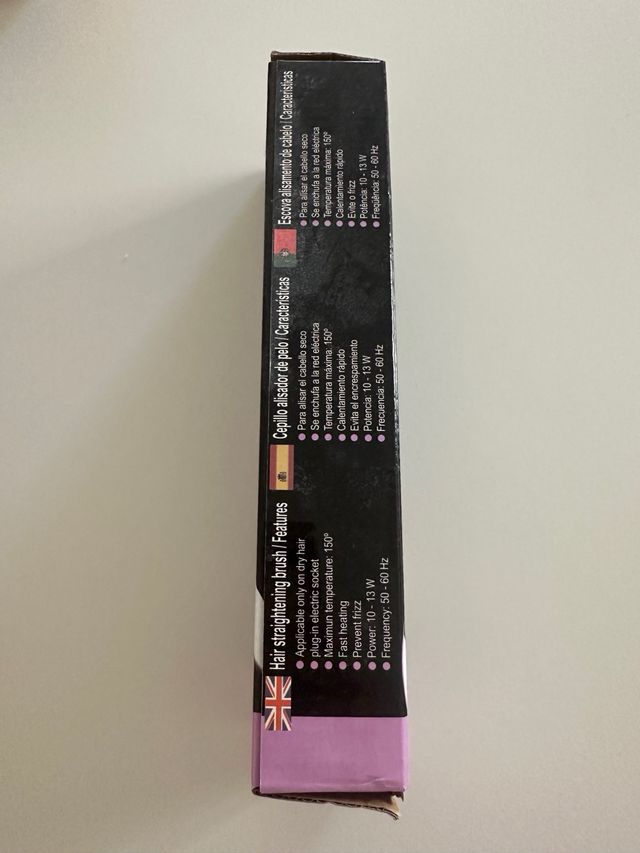 Hair straightening brush / Features
Applicable only on dry hair
plug-in electric socket
Maximun temperature: 150º
Fast heating
Prevent frizz
Power: 10 - 13 W
Frequency: 50 - 60 Hz
Cepillo alisador de pelo / Características
Para alisar el cabello seco
Se enchufa a la red eléctrica
Temperatura máxima: 150º
Calentamiento rápido
Evita el encrespamiento
Potencia: 10 - 13 W
Frecuencia: 50 - 60 Hz
Escova alisamento de cabelo / Características
Para alisar el cabello seco
Se enchufa a la red eléctrica
Temperatura máxima: 150º
Calentamiento rápido
Evite o frizz
Potência: 10 - 13 W
Freqüência: 50 - 60 Hz